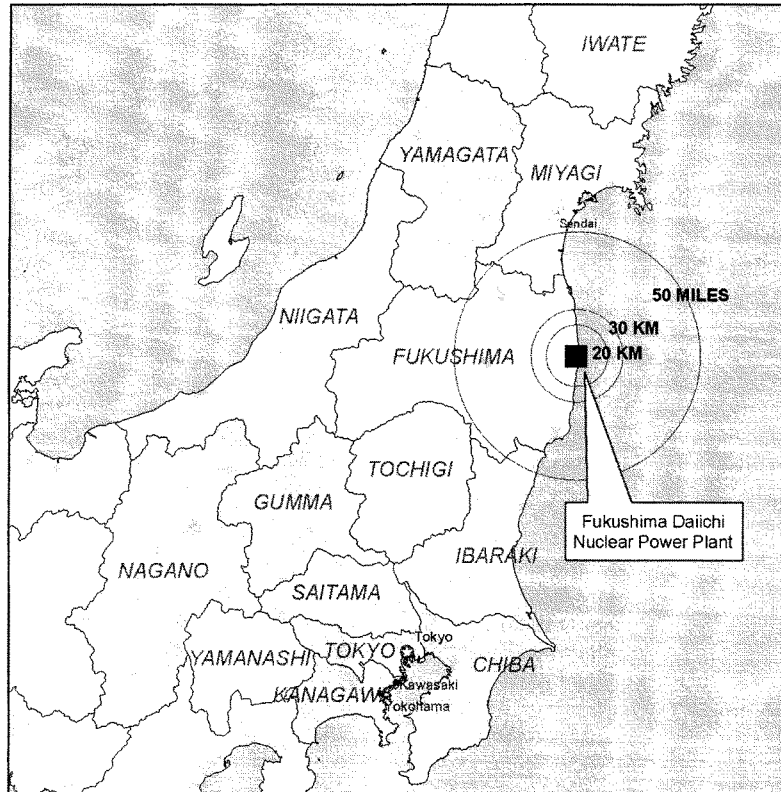 IWATE
YAMAGATA
MIYAGI
Sendai
50 MILES
NIIGATA
30 KM
FUKUSHIMA
20 KM
TOCHIGI
GUMMA
Fukushima Daiichi
Nuclear Power Plant
IBARAKI
NAGANO
SAITAMA
Tokyo
TOKYO
YAMANASHI
CHIBA
Kawasaki
KANAGAWA
Yokohama